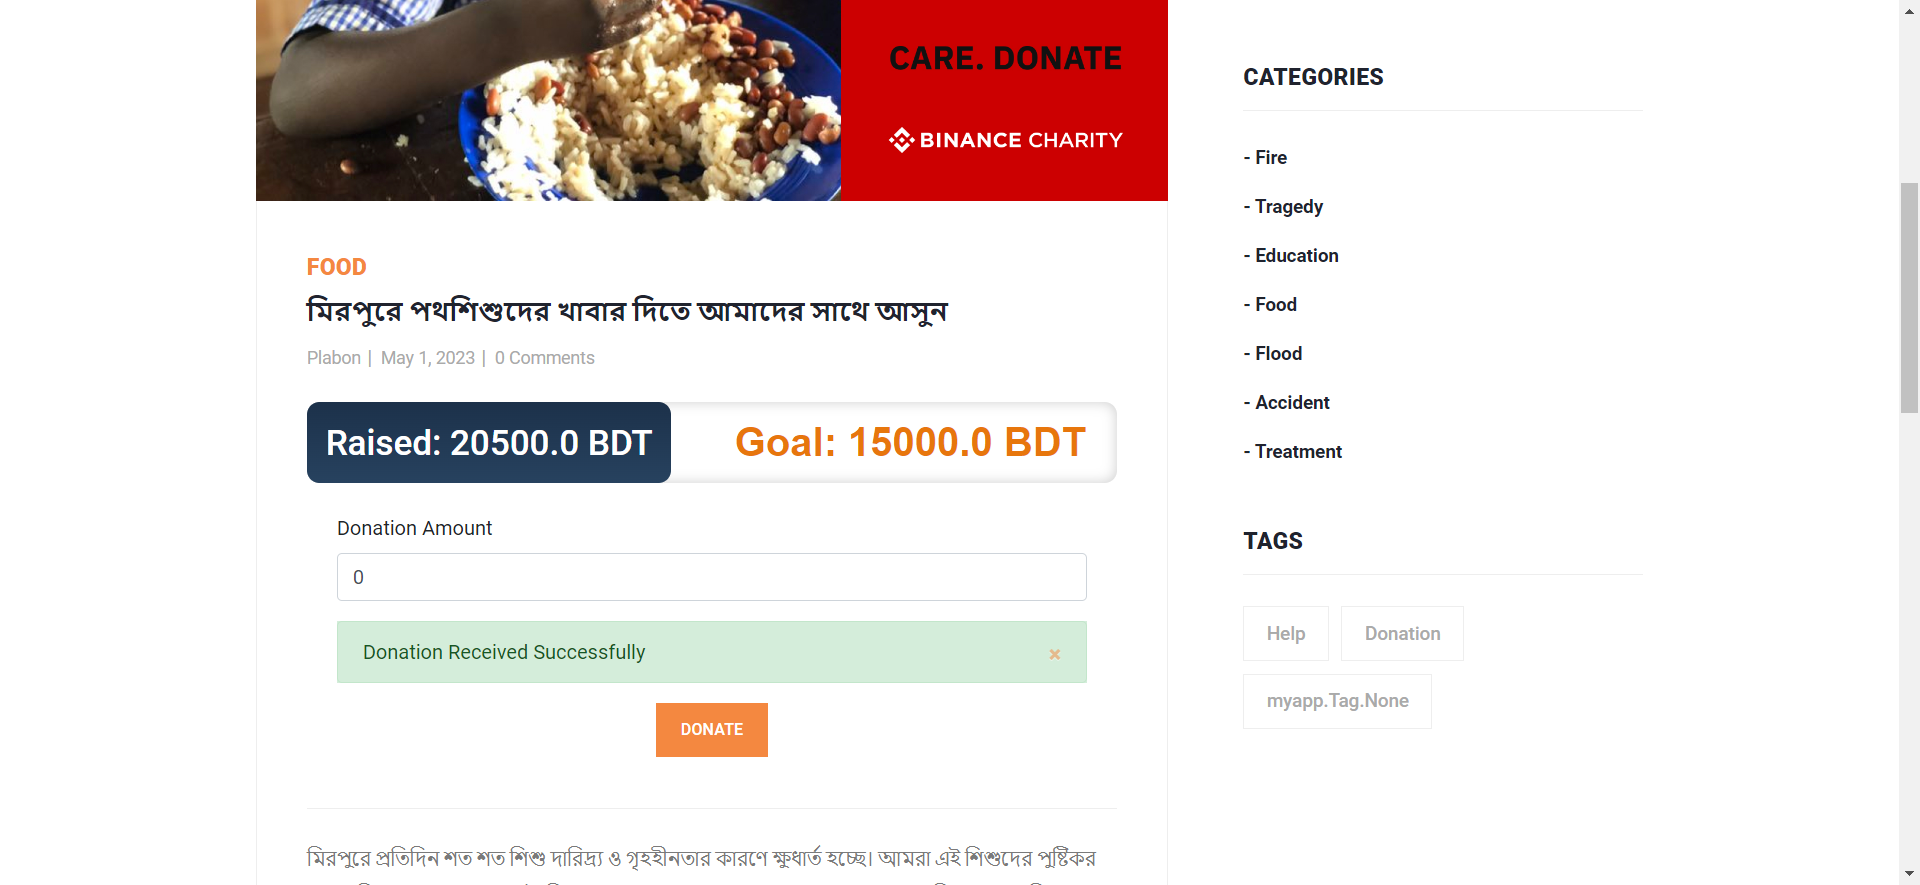 CARE. DONATE
BINANCE CHARITY
FOOD
মিরপুরে পথশিশুদের খাবার দিতে আমাদের সাথে আসুন
Plabon | May 1, 2023 | 0 Comments
Raised: 20500.0 BDT
Goal: 15000.0 BDT
Donation Amount
0
Donation Received Successfully ×
DONATE
মিরপুরে প্রতিদিন শত শত শিশু দারিদ্র্য ও গৃহহীনতার কারণে ক্ষুধার্ত হচ্ছে। আমরা এই শিশুদের পুষ্টিকর
CATEGORIES
- Fire
- Tragedy
- Education
- Food
- Flood
- Accident
- Treatment
TAGS
Help
Donation
myapp.Tag.None